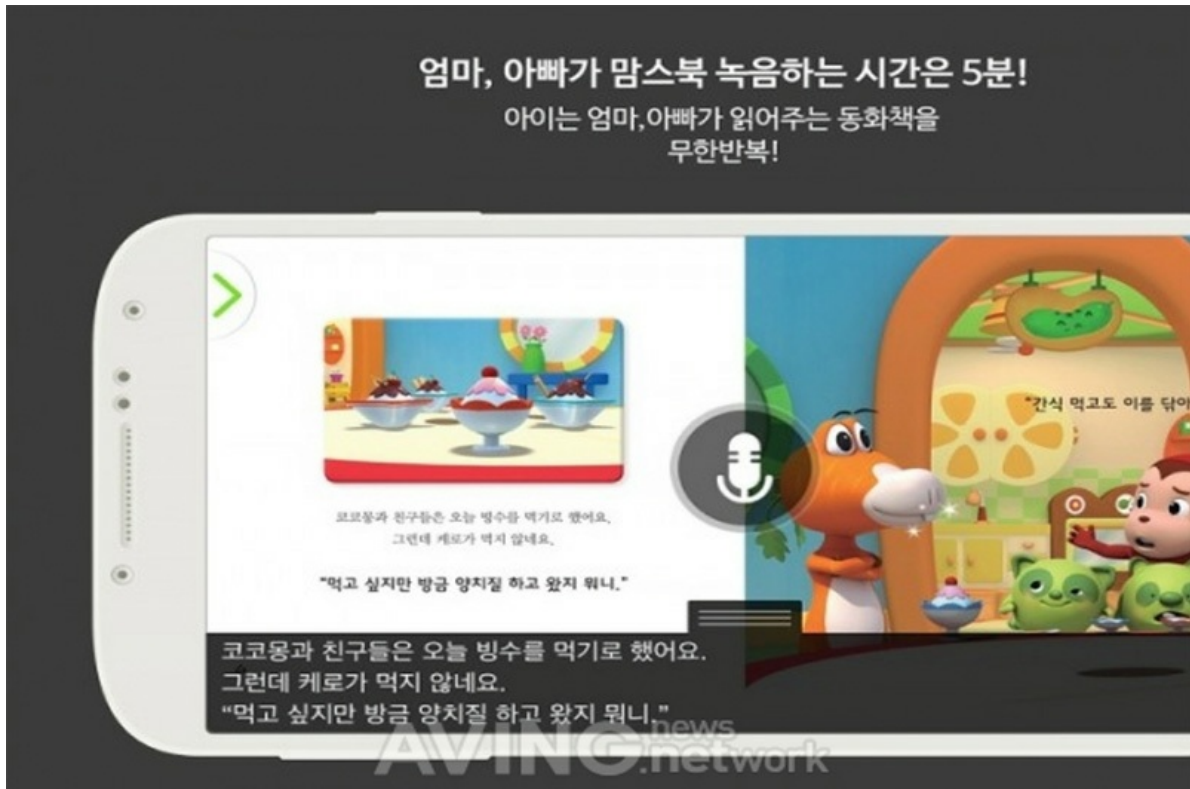 엄마, 아빠가 맘스북 녹음하는 시간은 5분!
아이는 엄마,아빠가 읽어주는 동화책을
무한반복!
코코몽과 친구들은 오늘 빙수를 먹기로 했어요.
그런데 케로가 먹지 않네요.
"먹고 싶지만 방금 양치질 하고 왔지 뭐니."
"간식 먹고도 이를 닦아
코코몽과 친구들은 오늘 빙수를 먹기로 했어요.
그런데 케로가 먹지 않네요.
“먹고 싶지만 방금 양치질 하고 왔지 뭐니.”
AVING news
.network